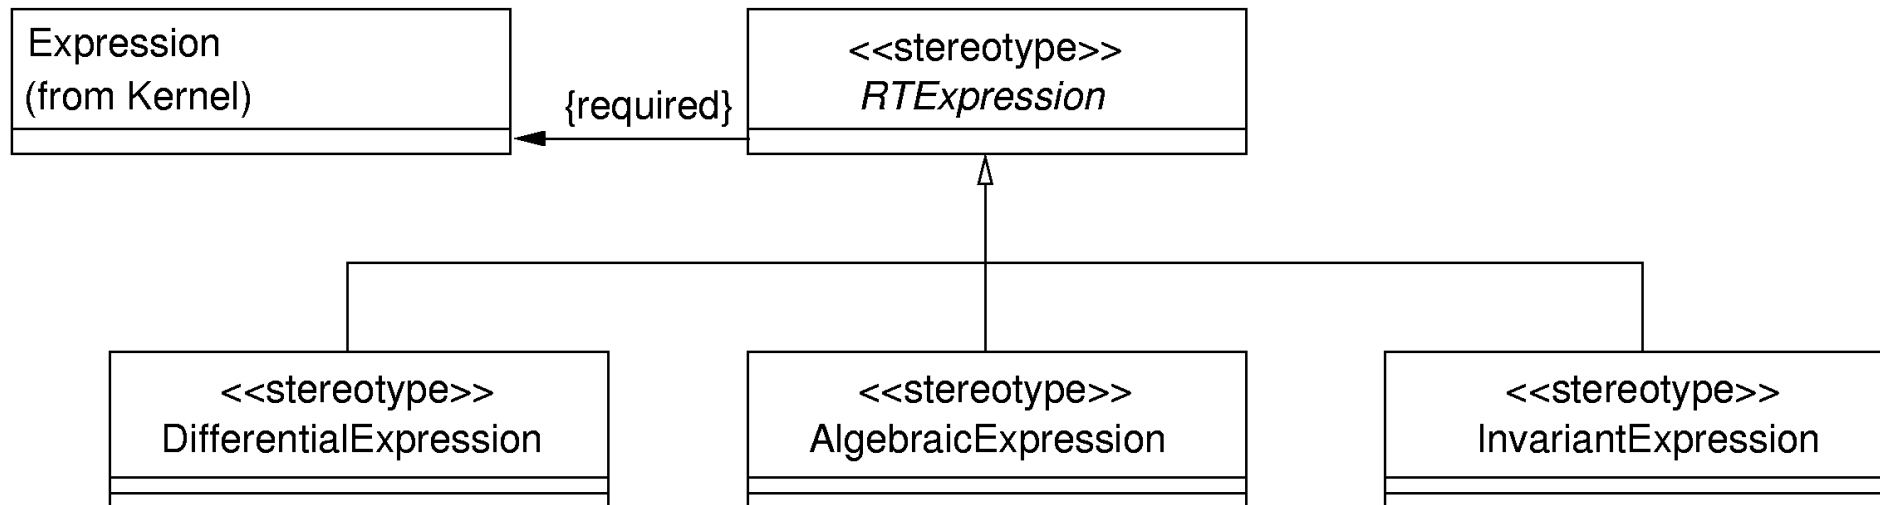 Expression
(from Kernel)
{required}
<<stereotype>>
RTExpression
<<stereotype>>
DifferentialExpression
<<stereotype>>
AlgebraicExpression
<<stereotype>>
InvariantExpression